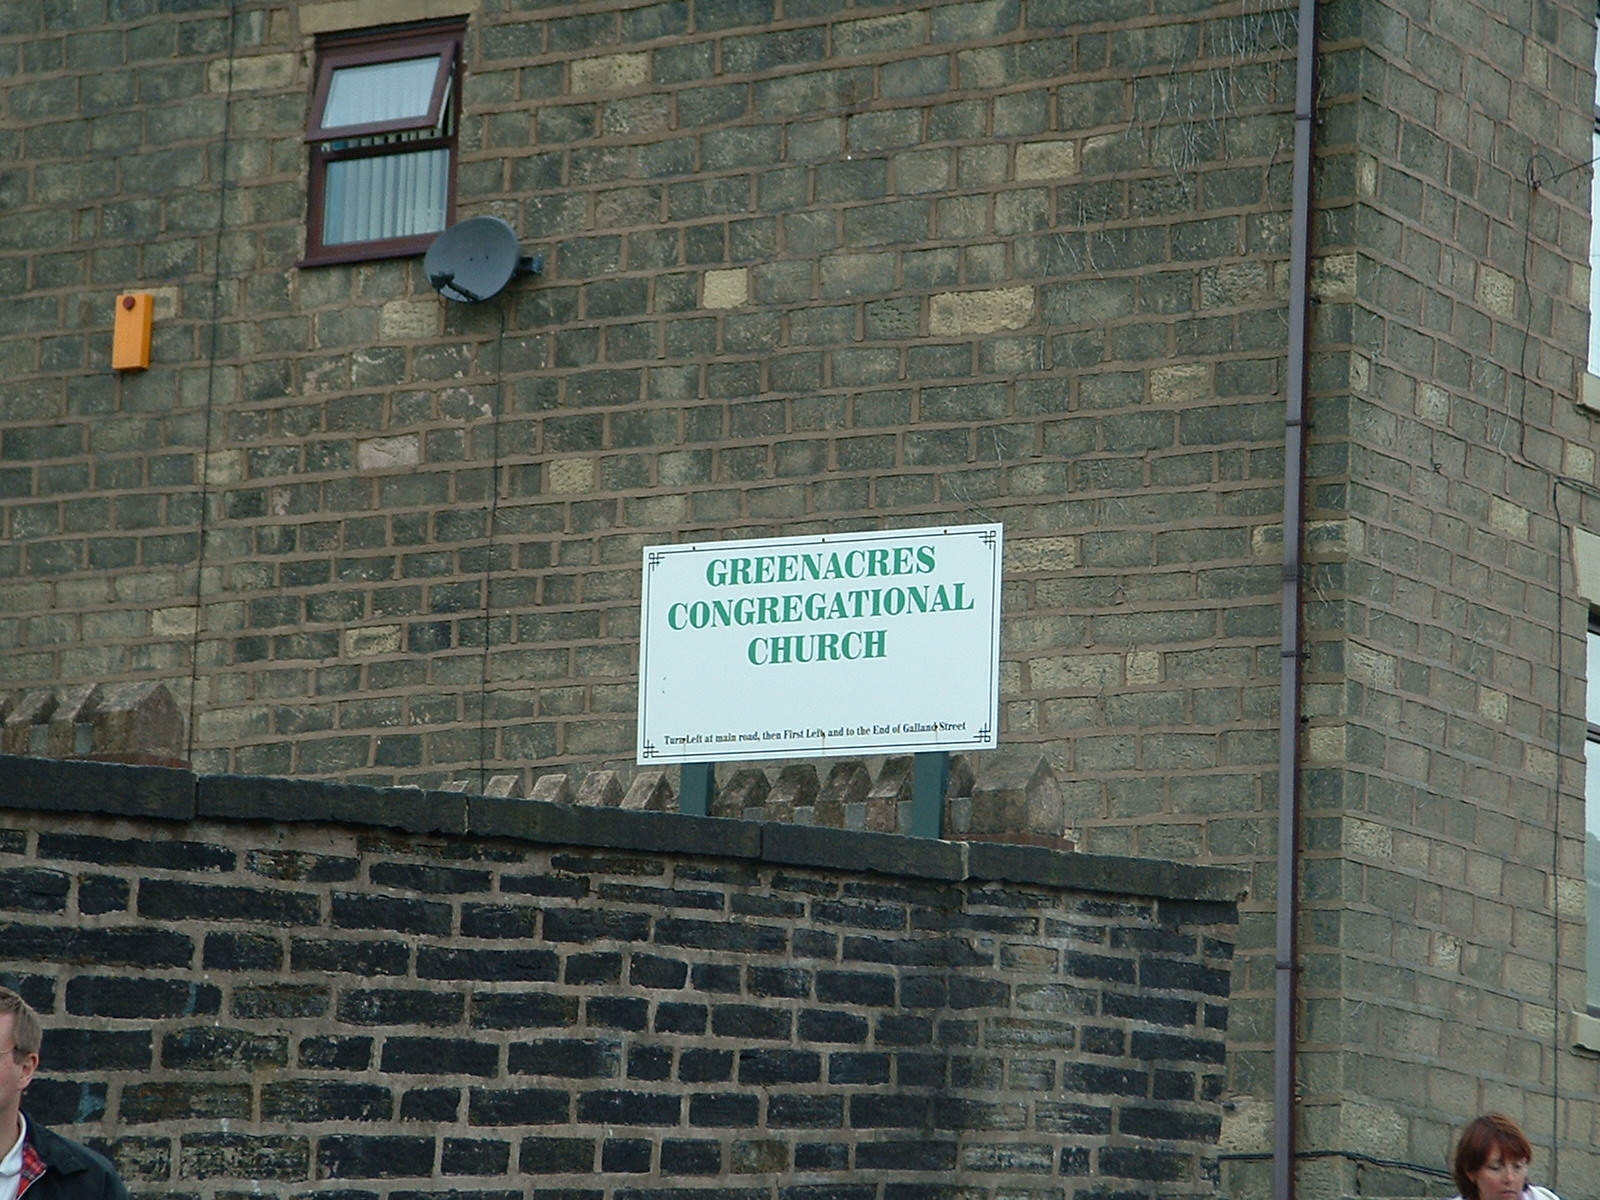 GREENACRES
CONGREGATIONAL
CHURCH
Turn Left at main road, then First Left, and to the End of Galland Street